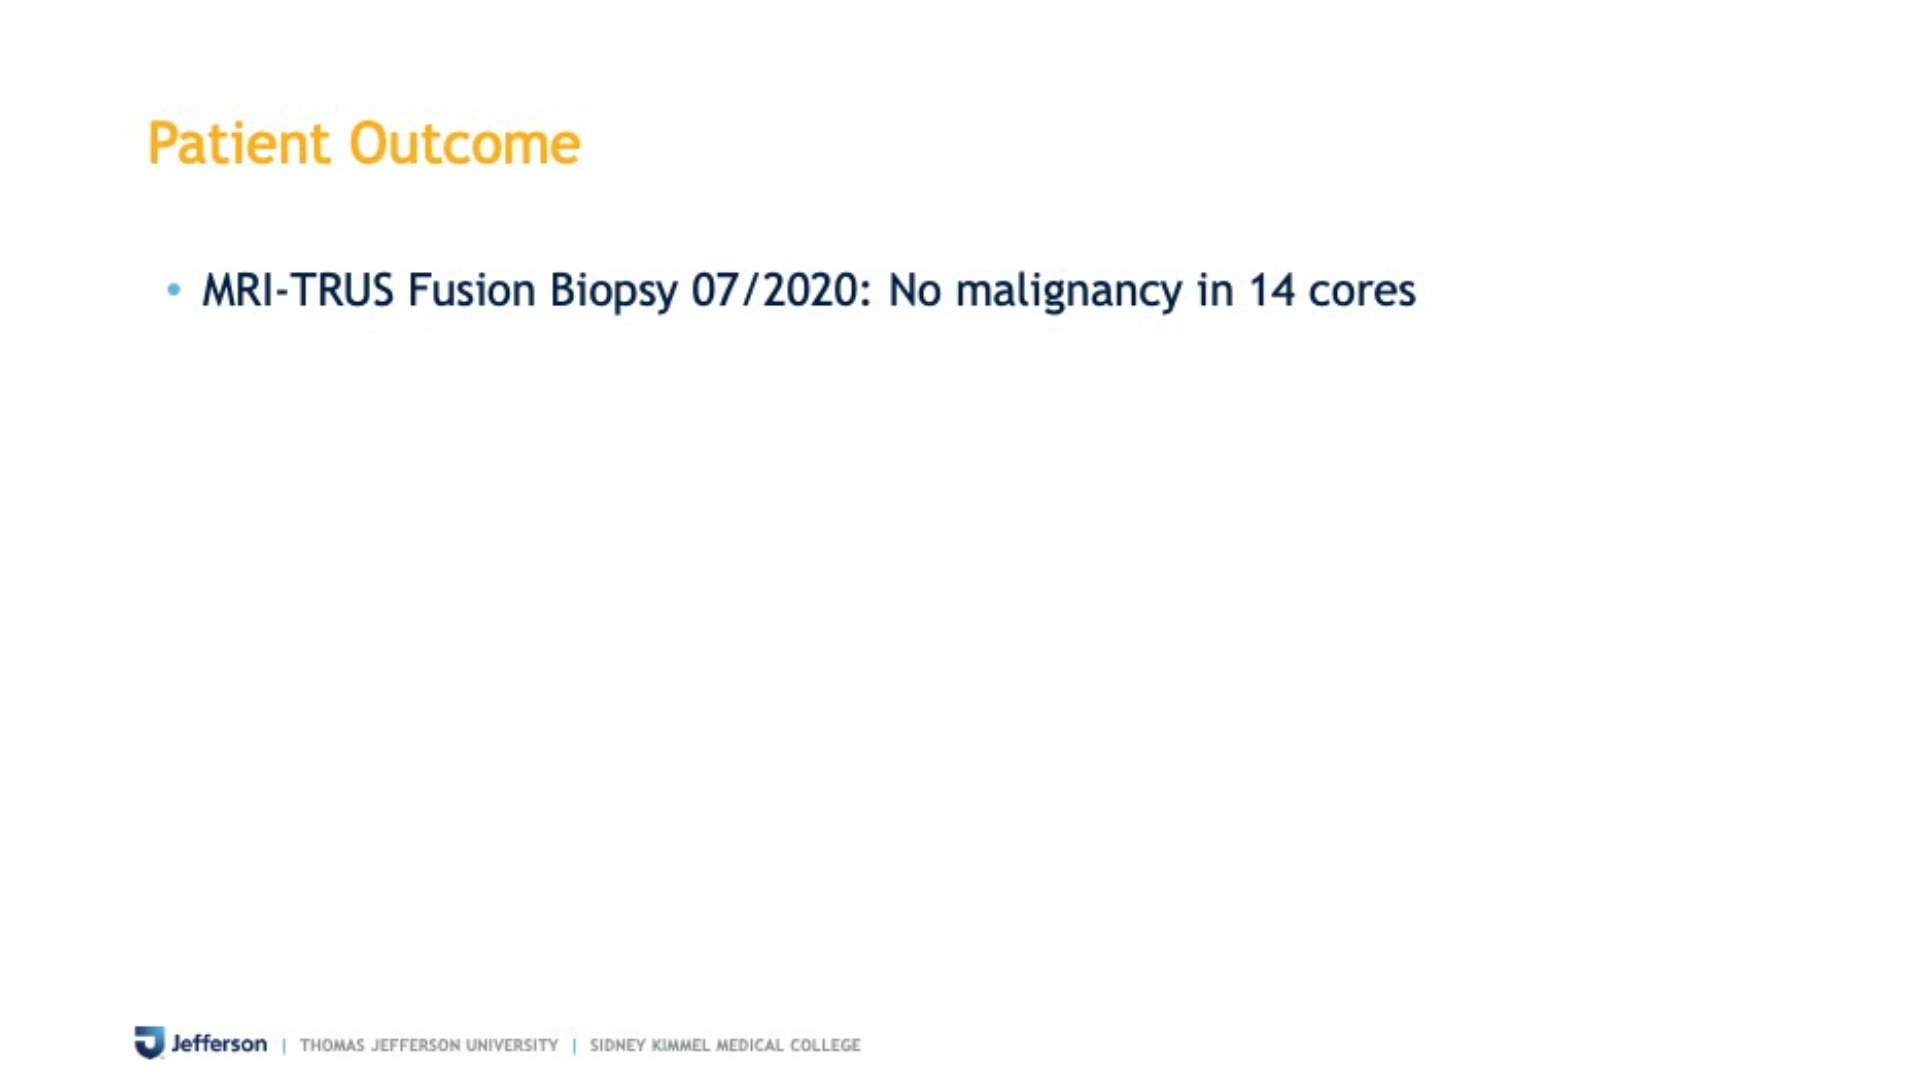 Patient Outcome
• MRI-TRUS Fusion Biopsy 07/2020: No malignancy in 14 cores
Jefferson | THOMAS JEFFERSON UNIVERSITY | SIDNEY KIMMEL MEDICAL COLLEGE